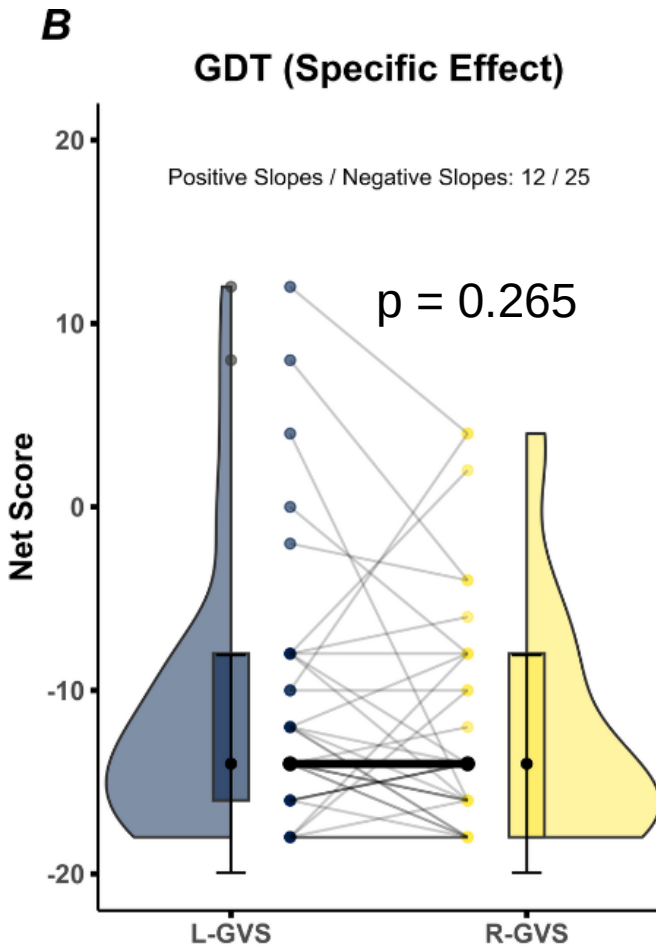 B
GDT (Specific Effect)
20
Positive Slopes / Negative Slopes: 12 / 25
p = 0.265
10
Net Score
0
-10
-20
L-GVS
R-GVS